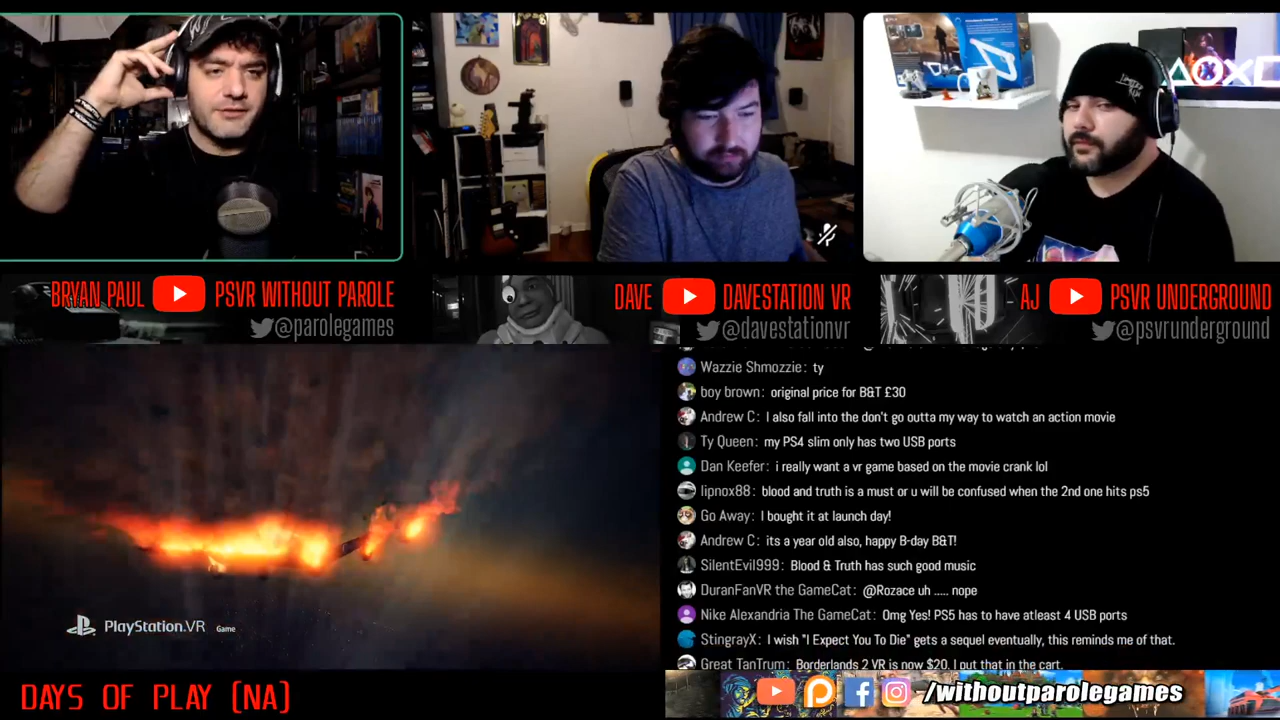 BRYAN PAUL PSVR WITHOUT PAROLE
@parolegames
DAVE DAVESTATION VR
@davestationvr
AJ PSVR UNDERGROUND
@psvrunderground
Wazzie Shmozzie: ty
boy brown: original price for B&T £30
Andrew C: I also fall into the don't go outta my way to watch an action movie
Ty Queen: my PS4 slim only has two USB ports
Dan Keefer: i really want a vr game based on the movie crank lol
lipnox88: blood and truth is a must or u will be confused when the 2nd one hits ps5
Go Away: I bought it at launch day!
Andrew C: its a year old also, happy B-day B&T!
SilentEvil999: Blood & Truth has such good music
DuranFanVR the GameCat: @Rozace uh ..... nope
Nike Alexandria The GameCat: Omg Yes! PS5 has to have atleast 4 USB ports
StingrayX: I wish "I Expect You To Die" gets a sequel eventually, this reminds me of that.
Great TanTrum: Borderlands 2 VR is now $20. I put that in the cart.
PlayStation.VR Game
DAYS OF PLAY [NA]
/withoutparolegames